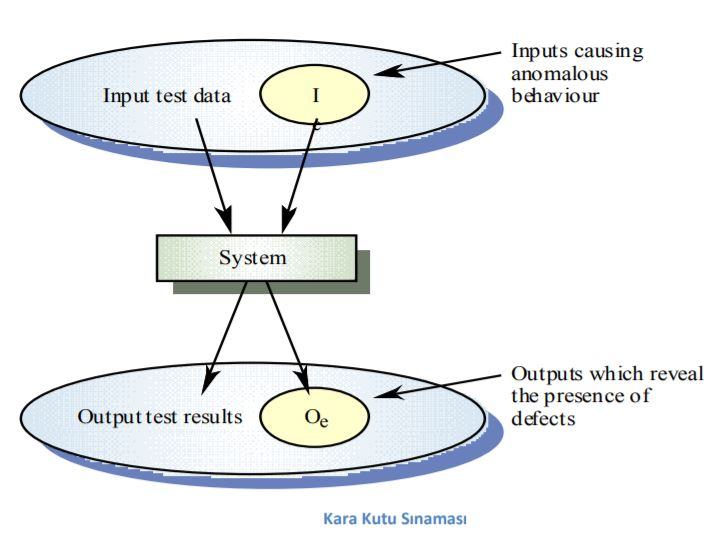 Inputs causing
anomalous
behaviour
Input test data
I
e
System
Outputs which reveal
the presence of
defects
Output test results
Oe
Kara Kutu Sınaması